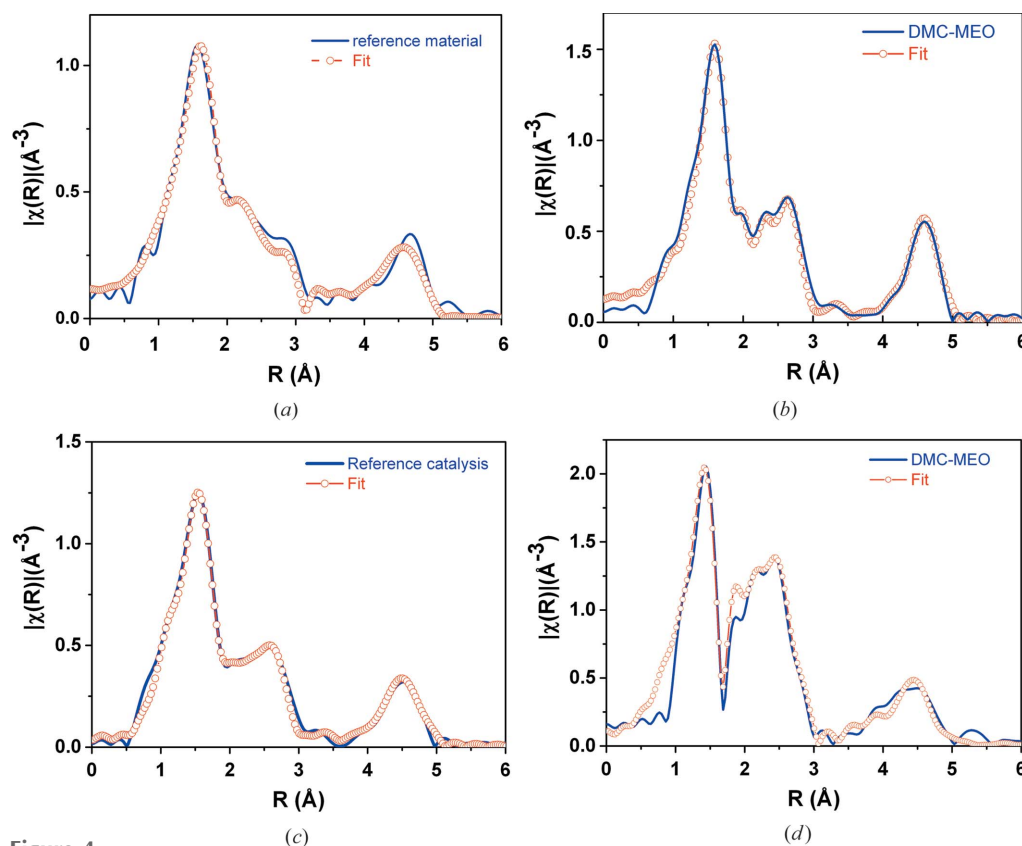 reference material
Fit
1.0
0.5
0.0
|χ(R)|(Å⁻³)
0 1 2 3 4 5 6
R (Å)
(a)
DMC-MEO
Fit
1.5
1.0
0.5
0.0
|χ(R)|(Å⁻³)
0 1 2 3 4 5 6
R (Å)
(b)
Reference catalysis
Fit
1.5
1.0
0.5
0.0
|χ(R)|(Å⁻³)
0 1 2 3 4 5 6
R (Å)
(c)
DMC-MEO
Fit
2.0
1.5
1.0
0.5
0.0
|χ(R)|(Å⁻³)
0 1 2 3 4 5 6
R (Å)
(d)
Figure 4